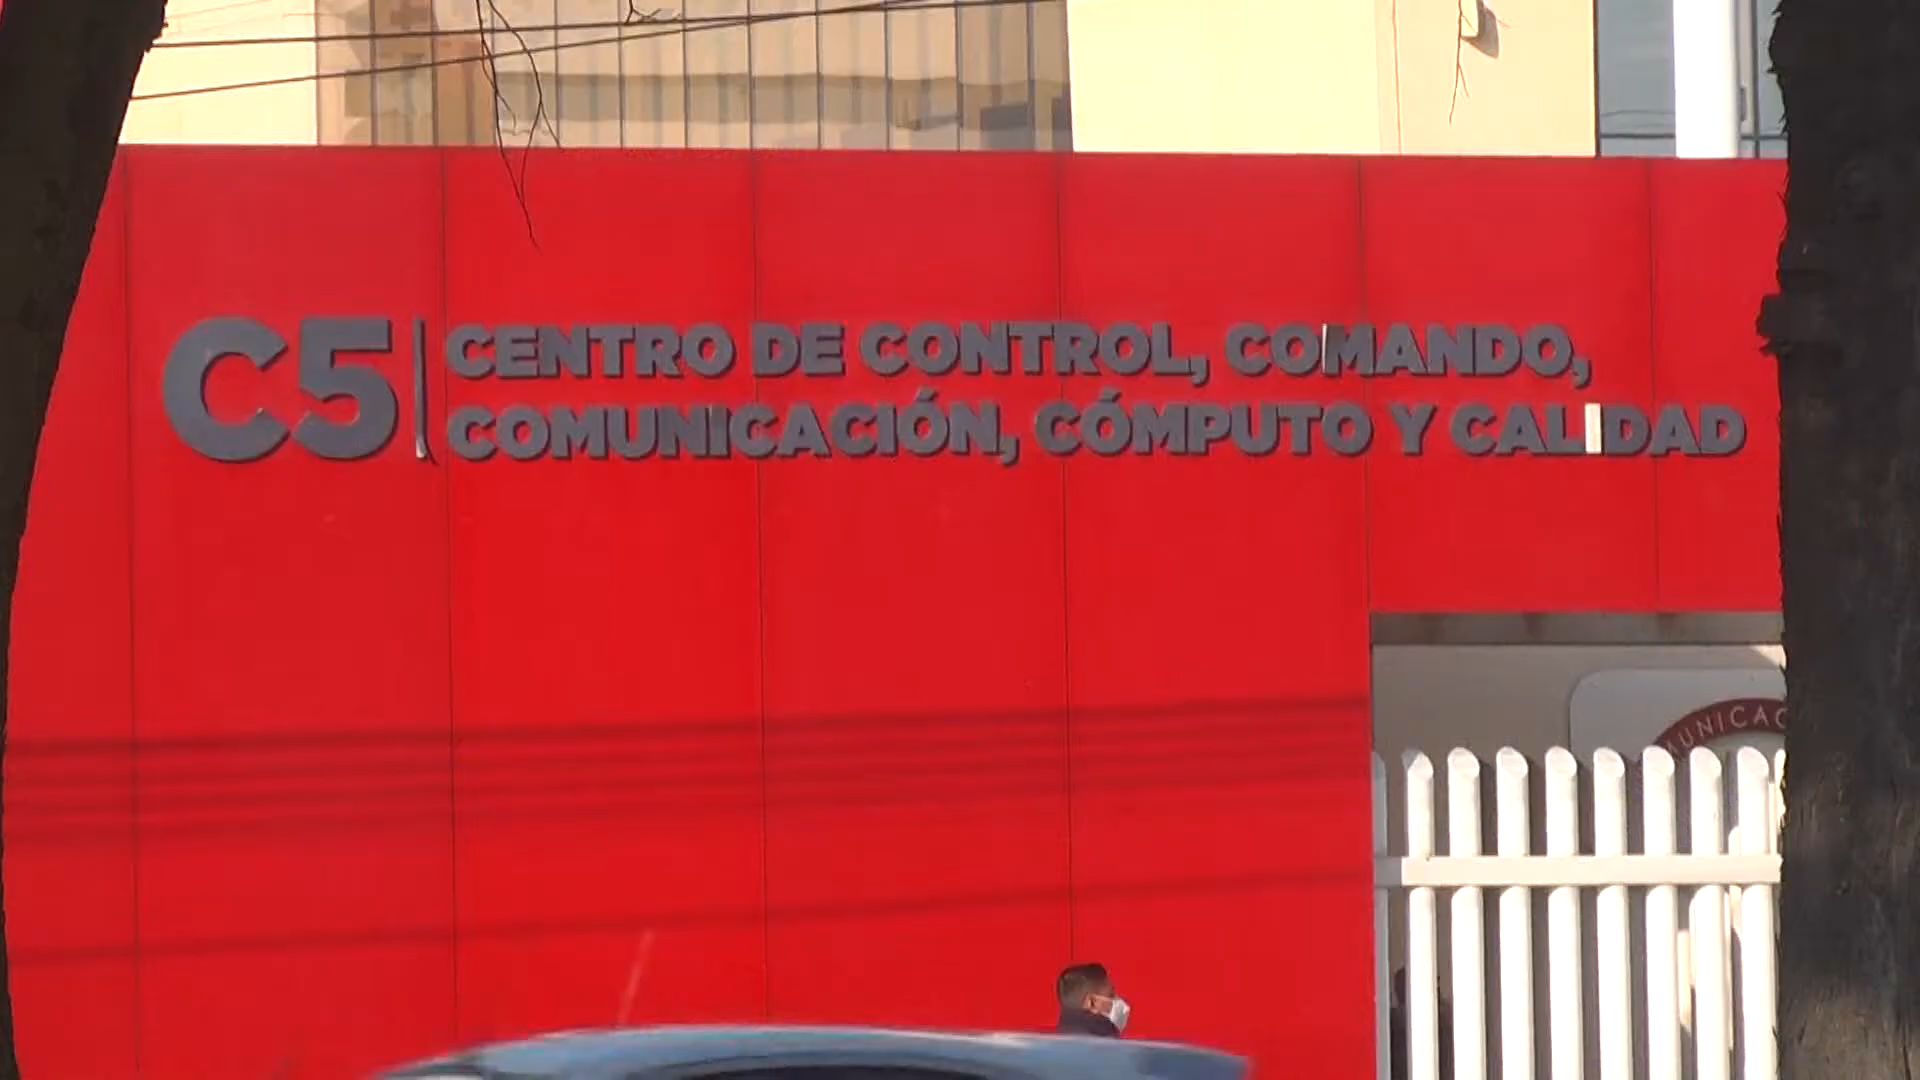 C5 CENTRO DE CONTROL, COMANDO,
COMUNICACIÓN, CÓMPUTO Y CALIDAD